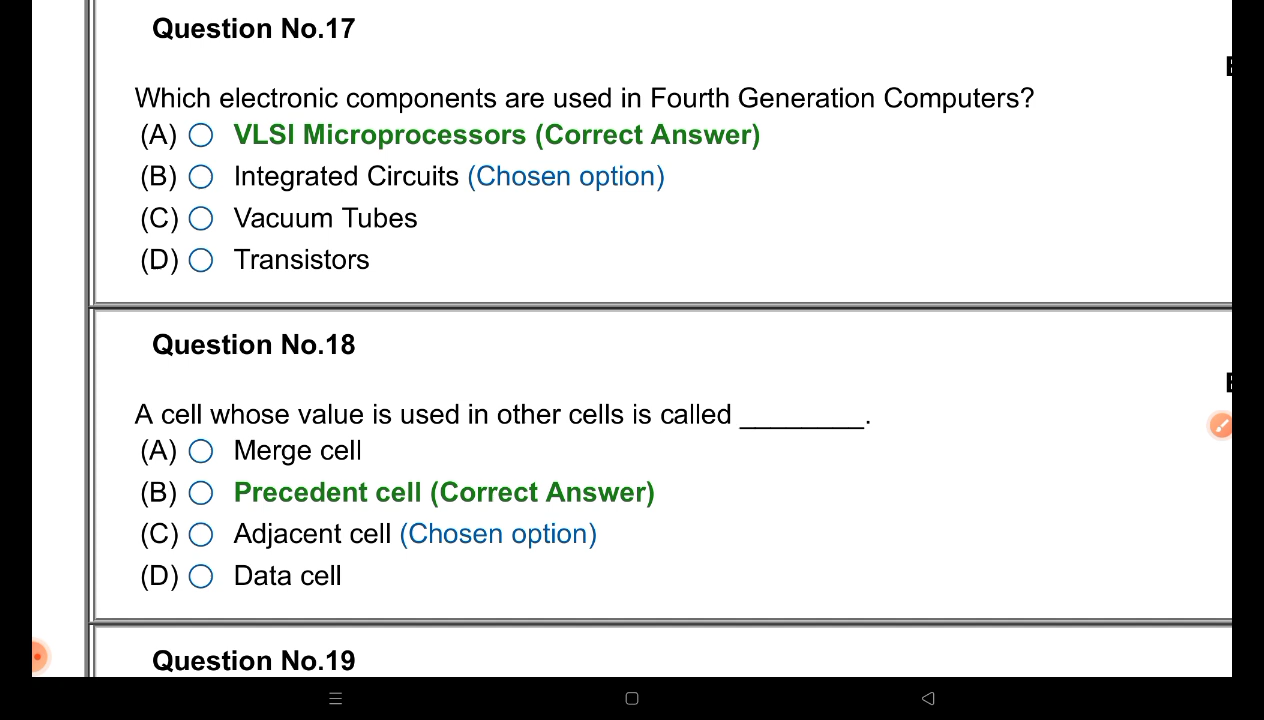 Question No.17
Which electronic components are used in Fourth Generation Computers?
(A) VLSI Microprocessors (Correct Answer)
(B) Integrated Circuits (Chosen option)
(C) Vacuum Tubes
(D) Transistors
Question No.18
A cell whose value is used in other cells is called ________.
(A) Merge cell
(B) Precedent cell (Correct Answer)
(C) Adjacent cell (Chosen option)
(D) Data cell
Question No.19